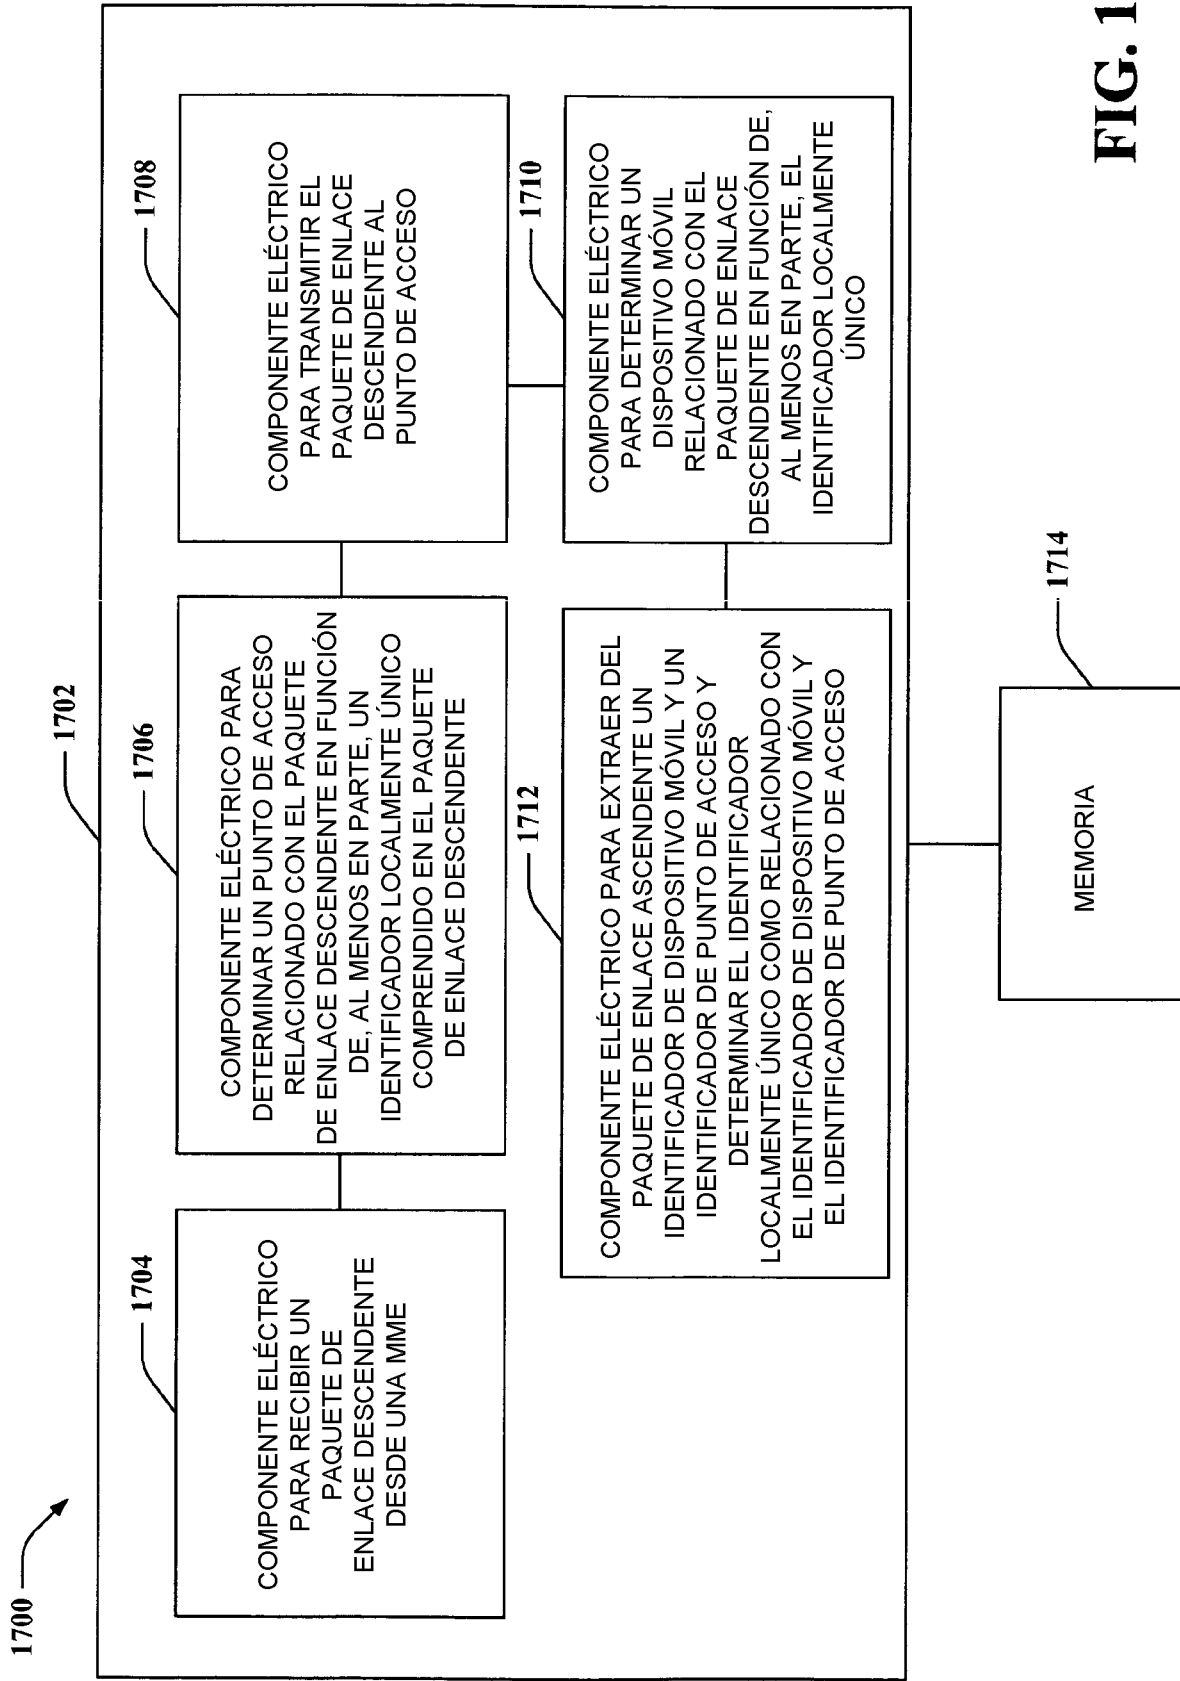 1700
1702
1704
COMPONENTE ELÉCTRICO
PARA RECIBIR UN
PAQUETE DE
ENLACE DESCENDENTE
DESDE UNA MME
1706
COMPONENTE ELÉCTRICO PARA
DETERMINAR UN PUNTO DE ACCESO
RELACIONADO CON EL PAQUETE
DE ENLACE DESCENDENTE EN FUNCIÓN
DE, AL MENOS EN PARTE, UN
IDENTIFICADOR LOCALMENTE ÚNICO
COMPRENDIDO EN EL PAQUETE
DE ENLACE DESCENDENTE
1708
COMPONENTE ELÉCTRICO
PARA TRANSMITIR EL
PAQUETE DE ENLACE
DESCENDENTE AL
PUNTO DE ACCESO
1712
COMPONENTE ELÉCTRICO PARA EXTRAER DEL
PAQUETE DE ENLACE ASCENDENTE UN
IDENTIFICADOR DE DISPOSITIVO MÓVIL Y UN
IDENTIFICADOR DE PUNTO DE ACCESO Y
DETERMINAR EL IDENTIFICADOR
LOCALMENTE ÚNICO COMO RELACIONADO CON
EL IDENTIFICADOR DE DISPOSITIVO MÓVIL Y
EL IDENTIFICADOR DE PUNTO DE ACCESO
1710
COMPONENTE ELÉCTRICO
PARA DETERMINAR UN
DISPOSITIVO MÓVIL
RELACIONADO CON EL
PAQUETE DE ENLACE
DESCENDENTE EN FUNCIÓN DE,
AL MENOS EN PARTE, EL
IDENTIFICADOR LOCALMENTE
ÚNICO
1714
MEMORIA
FIG. 1